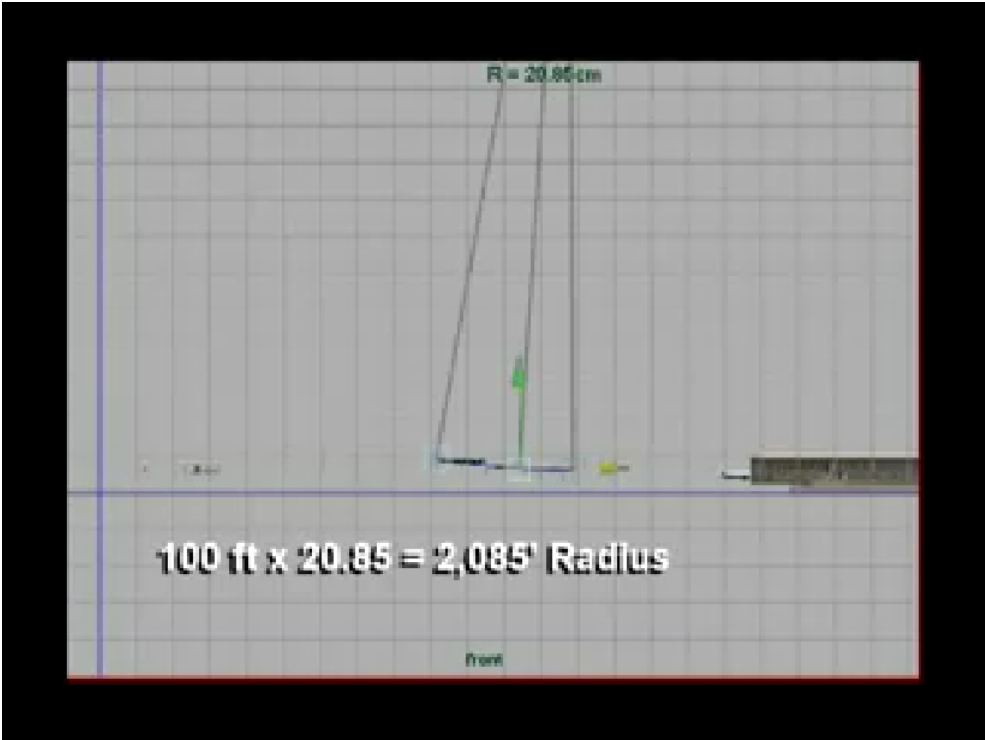 R = 20.85cm
100 ft x 20.85 = 2,085' Radius
front